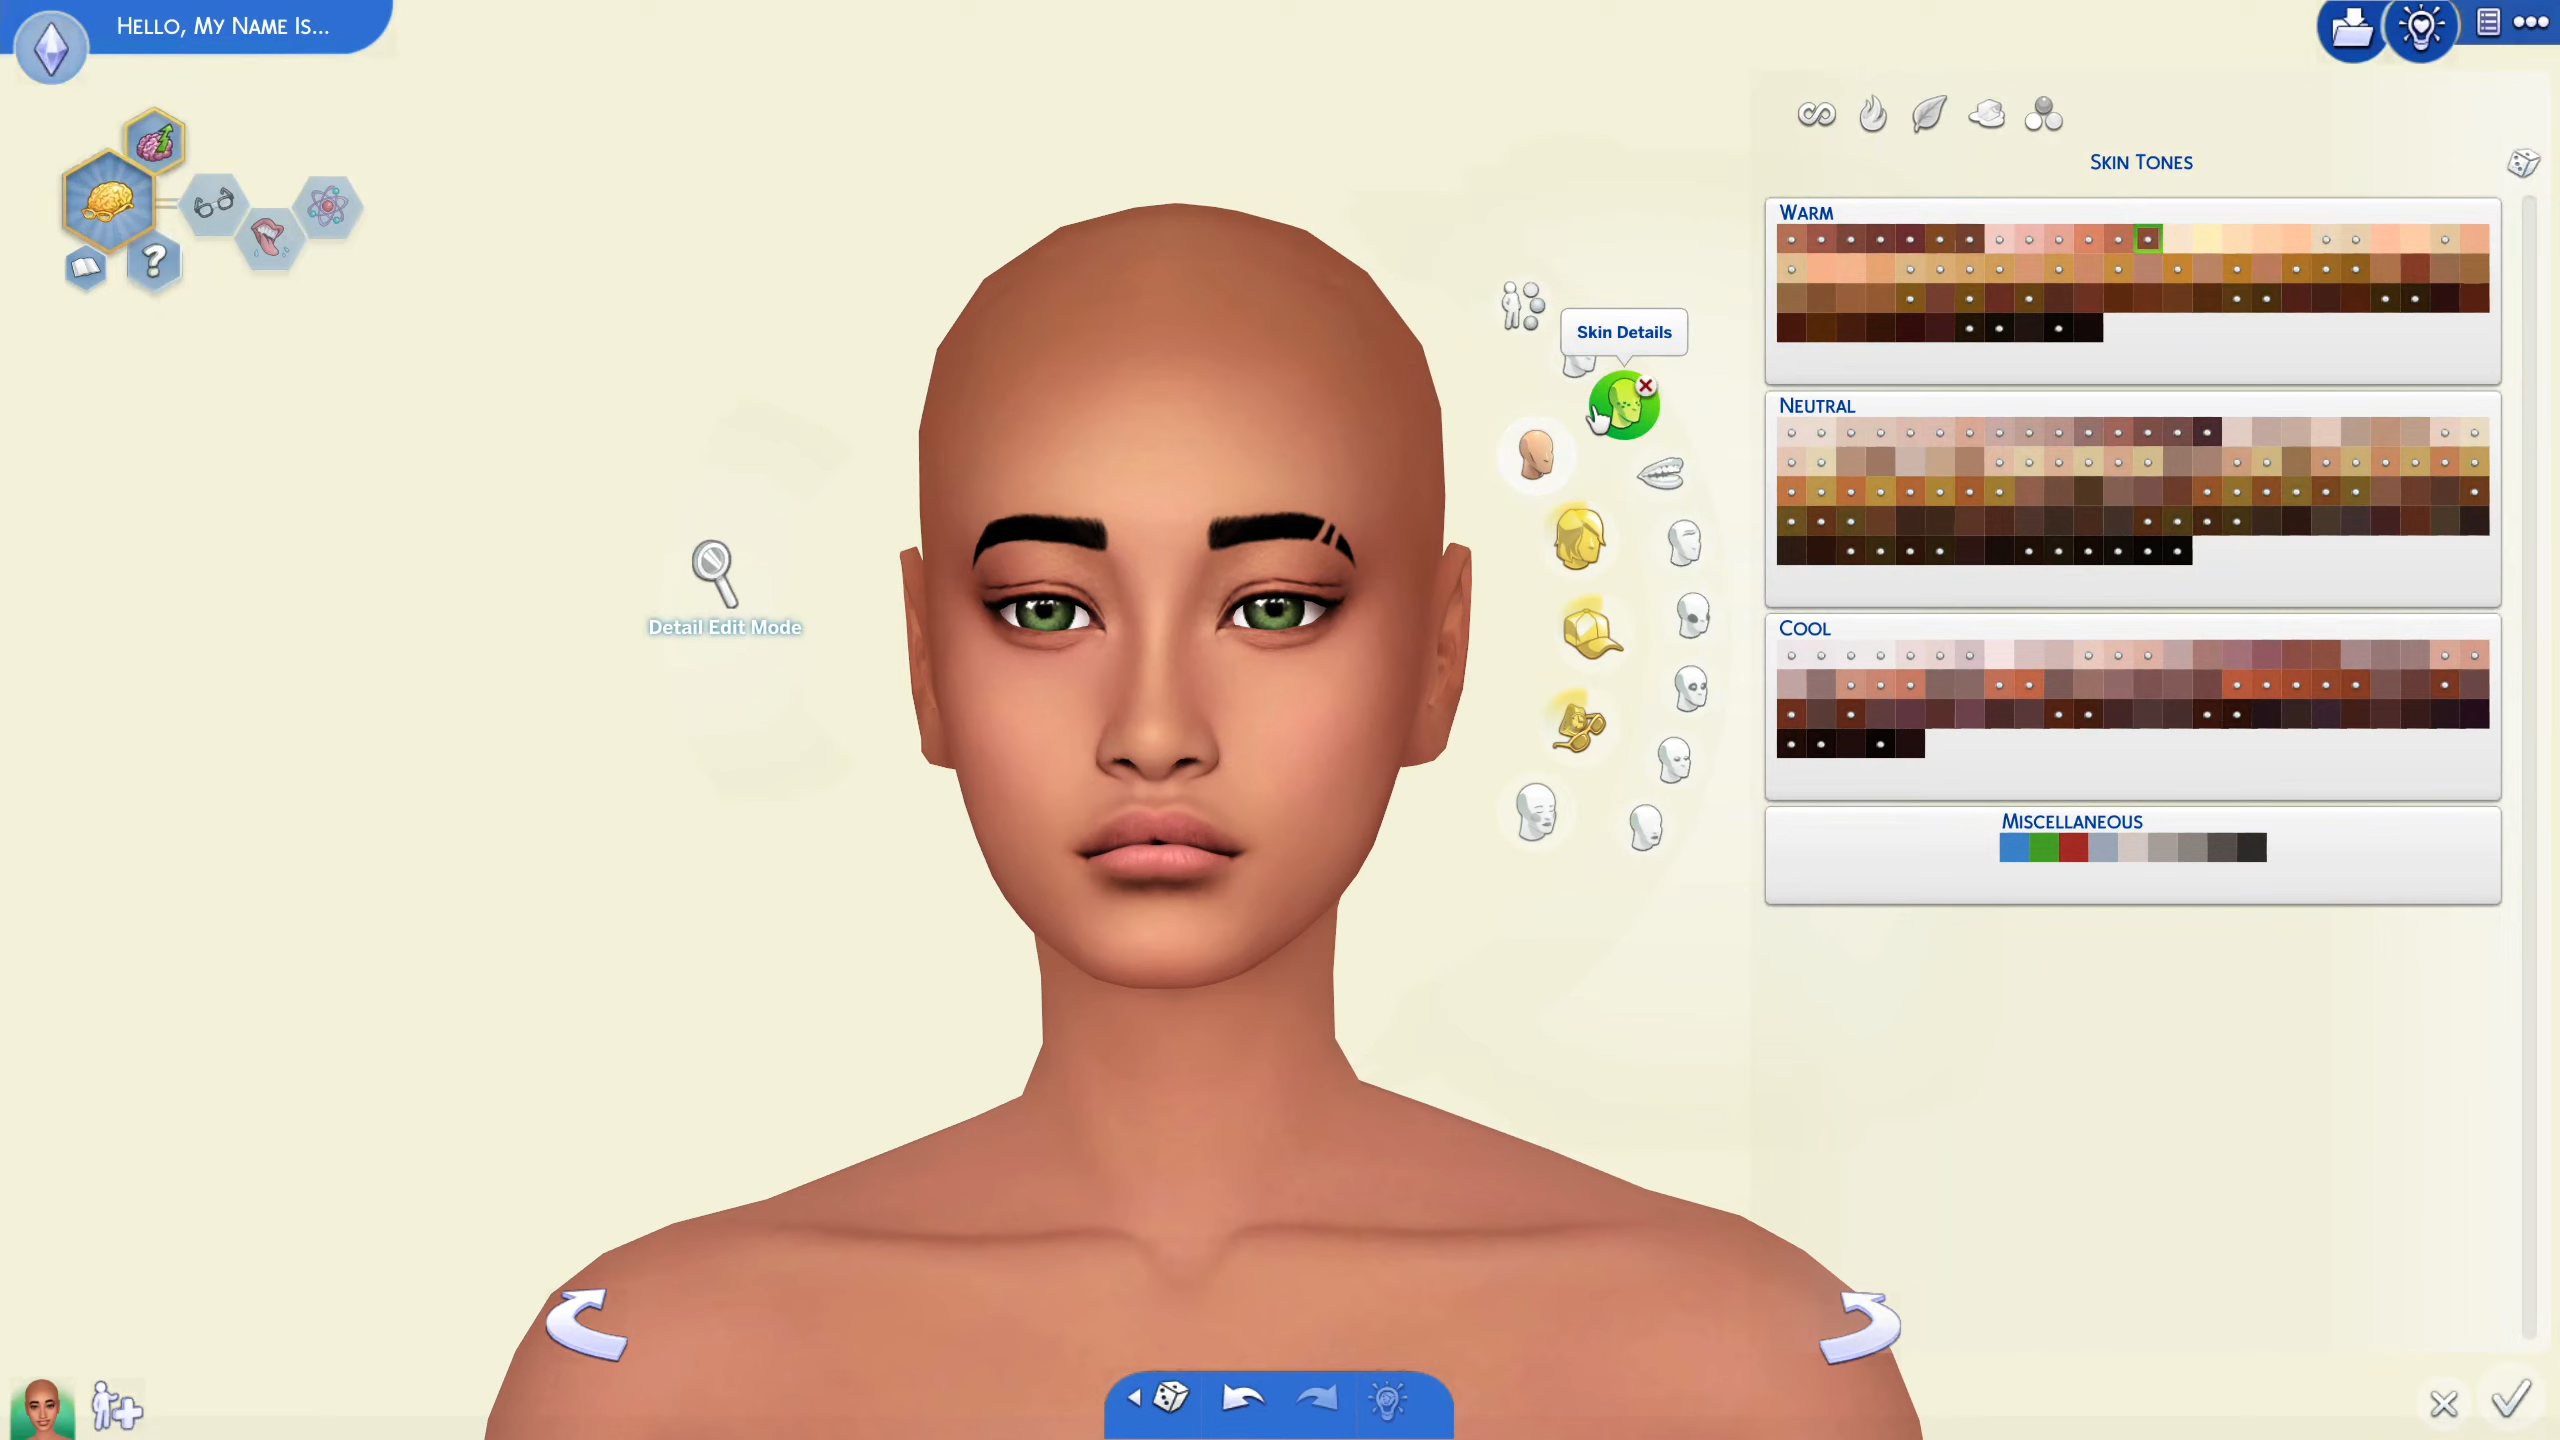 Hello, My Name Is...
Skin Details
Detail Edit Mode
Skin Tones
Warm
Neutral
Cool
Miscellaneous